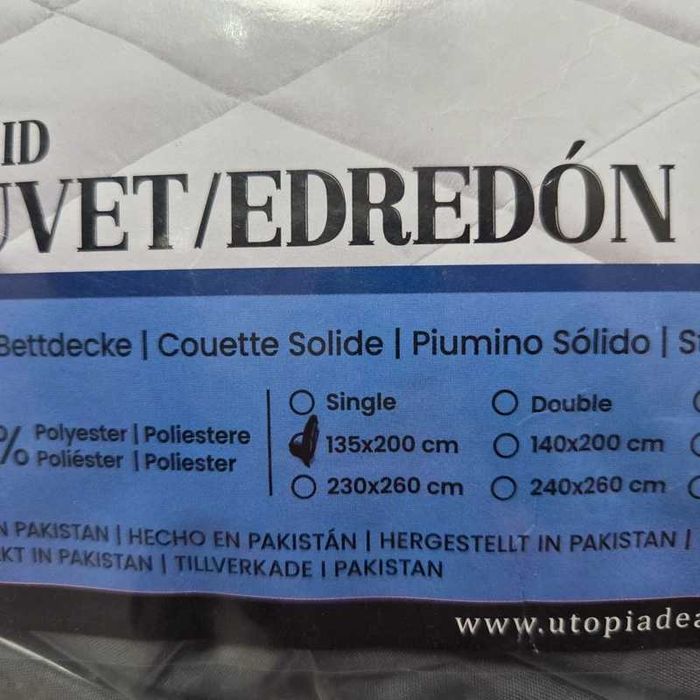 ID
UVET/EDREDÓN
Bettdecke | Couette Solide | Piumino Sólido |
Single
Double
% Polyester | Poliestere
Poliéster | Poliester
135x200 cm
140x200 cm
230x260 cm
240x260 cm
N PAKISTAN | HECHO EN PAKISTÁN | HERGESTELLT IN PAKISTAN |
KT IN PAKISTAN | TILLVERKADE I PAKISTAN
www.utopiadea